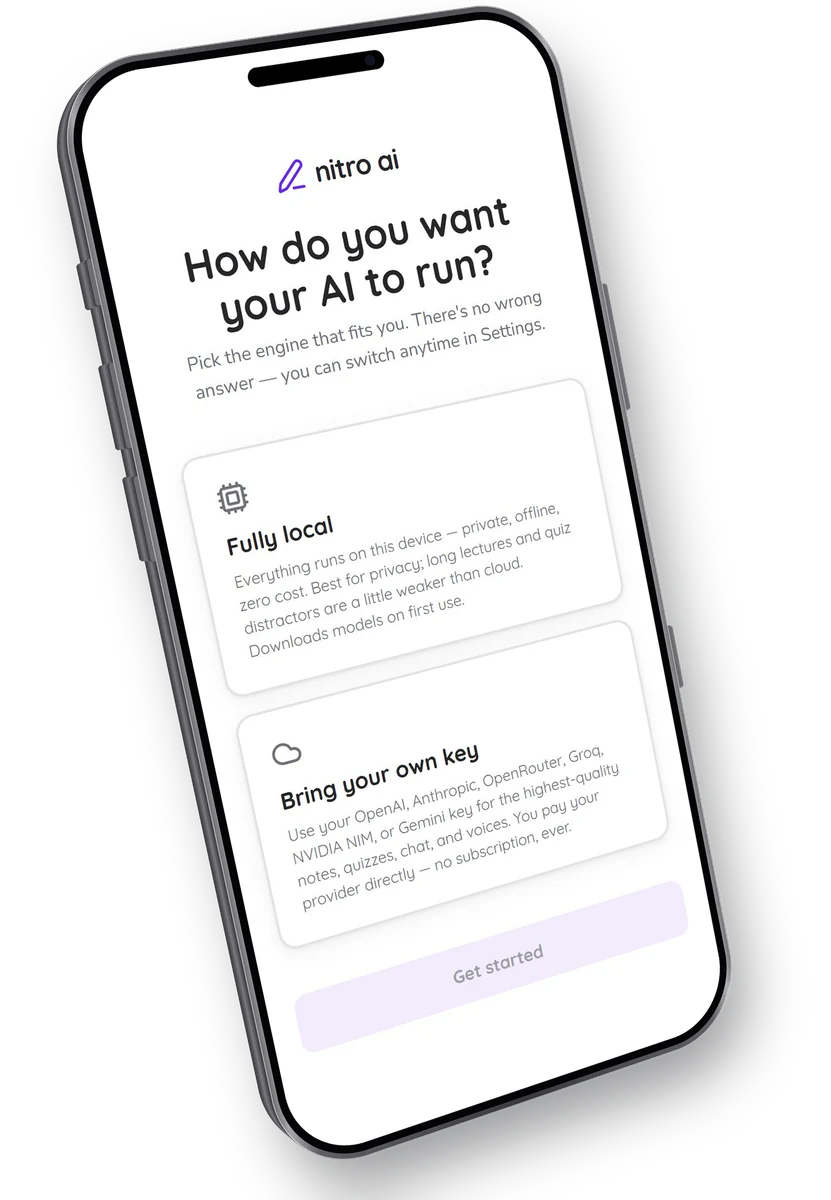 nitro ai
How do you want
your AI to run?
Pick the engine that fits you. There's no wrong
answer — you can switch anytime in Settings.
Fully local
Everything runs on this device — private, offline,
zero cost. Best for privacy; long lectures and quiz
distractors are a little weaker than cloud.
Downloads models on first use.
Bring your own key
Use your OpenAI, Anthropic, OpenRouter, Groq,
NVIDIA NIM, or Gemini key for the highest-quality
notes, quizzes, chat, and voices. You pay your
provider directly — no subscription, ever.
Get started